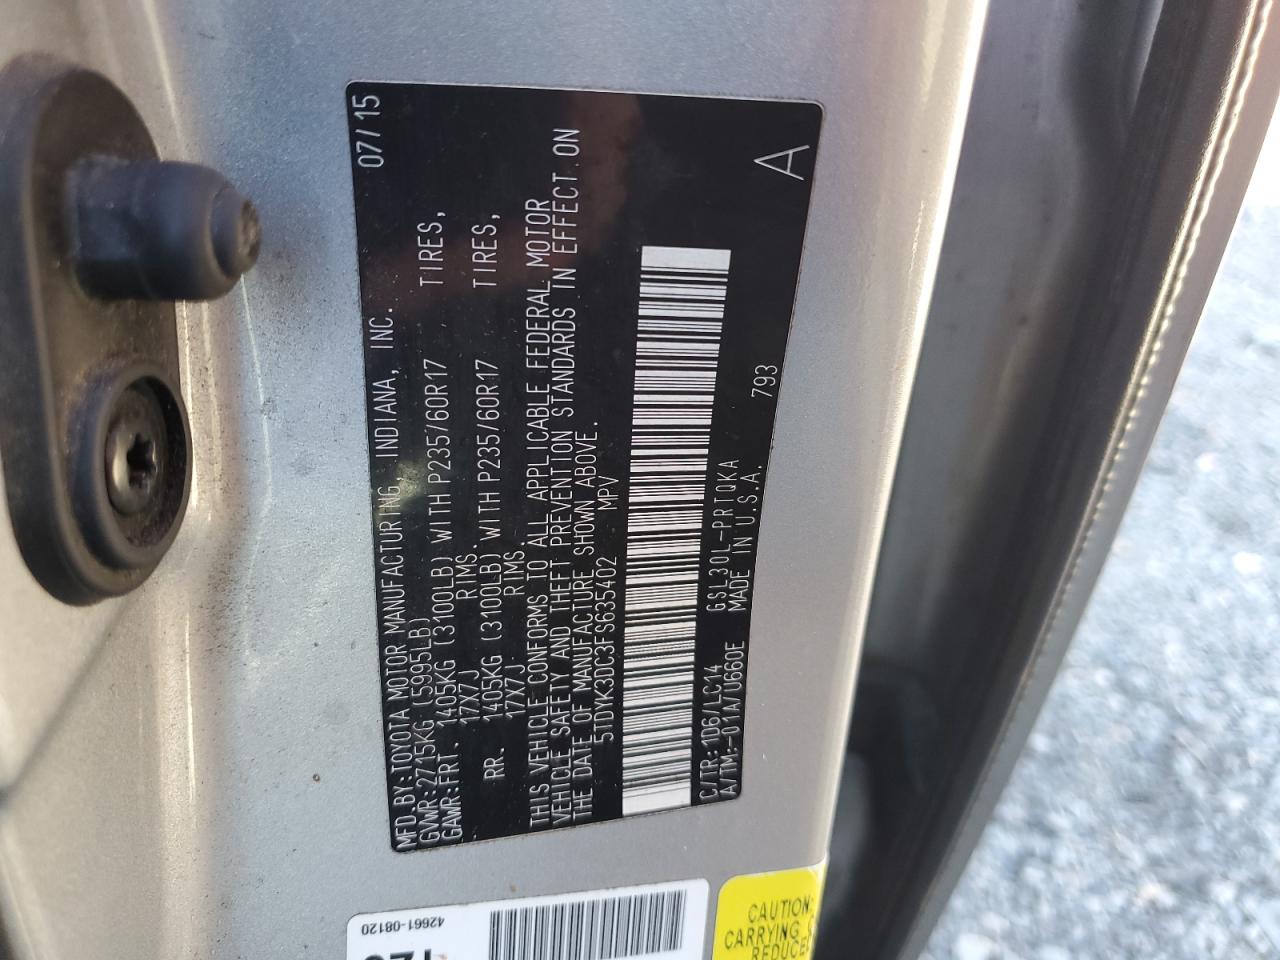 MFD. BY: TOYOTA MOTOR MANUFACTURING, INDIANA, INC. 07/15
GVWR: 2715KG (5995LB)
GAWR: FRT. 1405KG (3100LB) WITH P235/60R17 TIRES,
17X7J RIMS.
RR. 1405KG (3100LB) WITH P235/60R17 TIRES,
17X7J RIMS.
THIS VEHICLE CONFORMS TO ALL APPLICABLE FEDERAL MOTOR
VEHICLE SAFETY AND THEFT PREVENTION STANDARDS IN EFFECT ON
THE DATE OF MANUFACTURE SHOWN ABOVE.
5TDYK3DC3FS635402 MPV
C/TR: 1D6/LC14 GSL30L-PRTQKA
A/TM: -011A/U660E MADE IN U.S.A. 793
A
42661-08120
CAUTION:
CARRYING
REDUCE